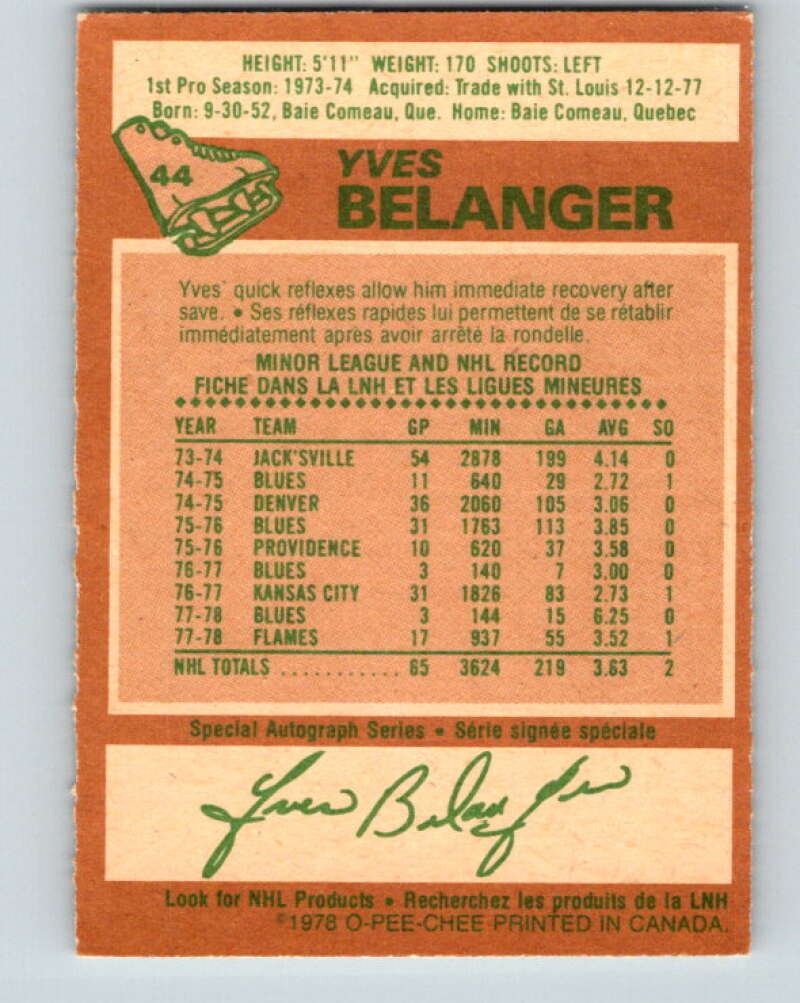 HEIGHT: 5'11" WEIGHT: 170 SHOOTS: LEFT
1st Pro Season: 1973-74 Acquired: Trade with St. Louis 12-12-77
Born: 9-30-52, Baie Comeau, Que. Home: Baie Comeau, Quebec
44
YVES
BELANGER
Yves' quick reflexes allow him immediate recovery after
save. • Ses réflexes rapides lui permettent de se rétablir
immédiatement après avoir arrêté la rondelle.
MINOR LEAGUE AND NHL RECORD
FICHE DANS LA LNH ET LES LIGUES MINEURES
YEAR TEAM GP MIN GA AVG SO
73-74 JACK'SVILLE 54 2878 199 4.14 0
74-75 BLUES 11 640 29 2.72 1
74-75 DENVER 36 2060 105 3.06 0
75-76 BLUES 31 1763 113 3.85 0
75-76 PROVIDENCE 10 620 37 3.58 0
76-77 BLUES 3 140 7 3.00 0
76-77 KANSAS CITY 31 1826 83 2.73 1
77-78 BLUES 3 144 15 6.25 0
77-78 FLAMES 17 937 55 3.52 1
NHL TOTALS ........... 65 3624 219 3.63 2
Special Autograph Series • Série signée spéciale
Yves Belanger
Look for NHL Products • Recherchez les produits de la LNH
©1978 O-PEE-CHEE PRINTED IN CANADA.